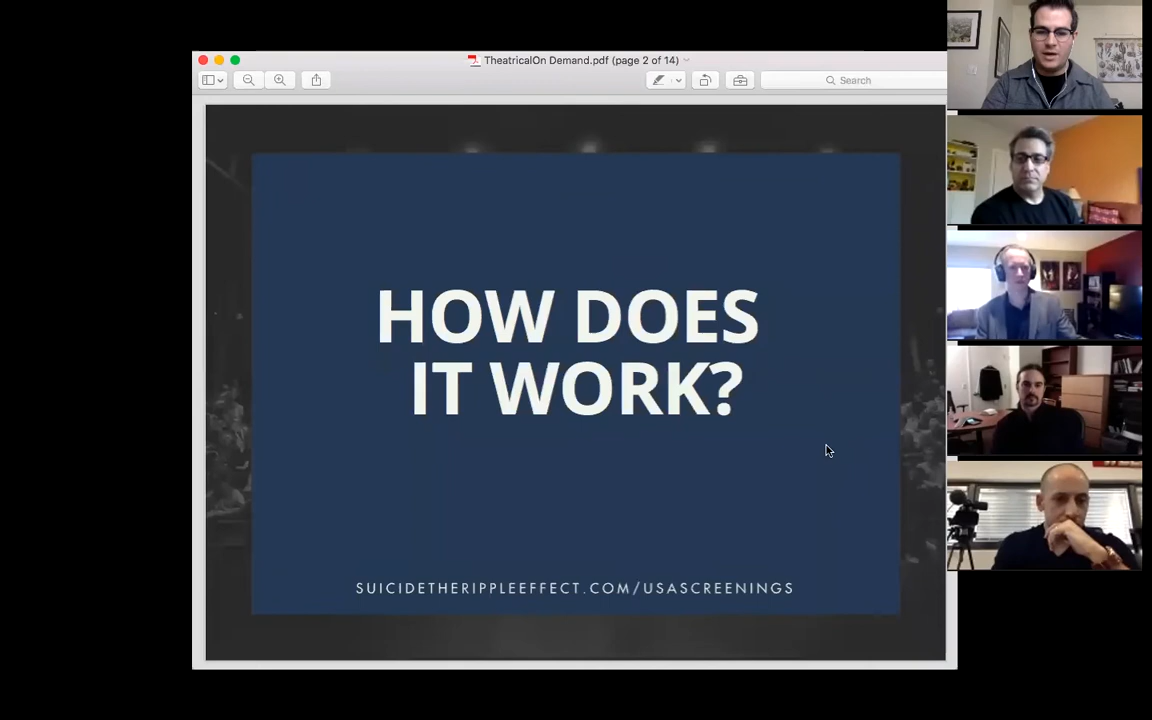 TheatricalOn Demand.pdf (page 2 of 14)
Search
HOW DOES
IT WORK?
SUICIDETHERIPPLEEFFECT.COM/USASCREENINGS